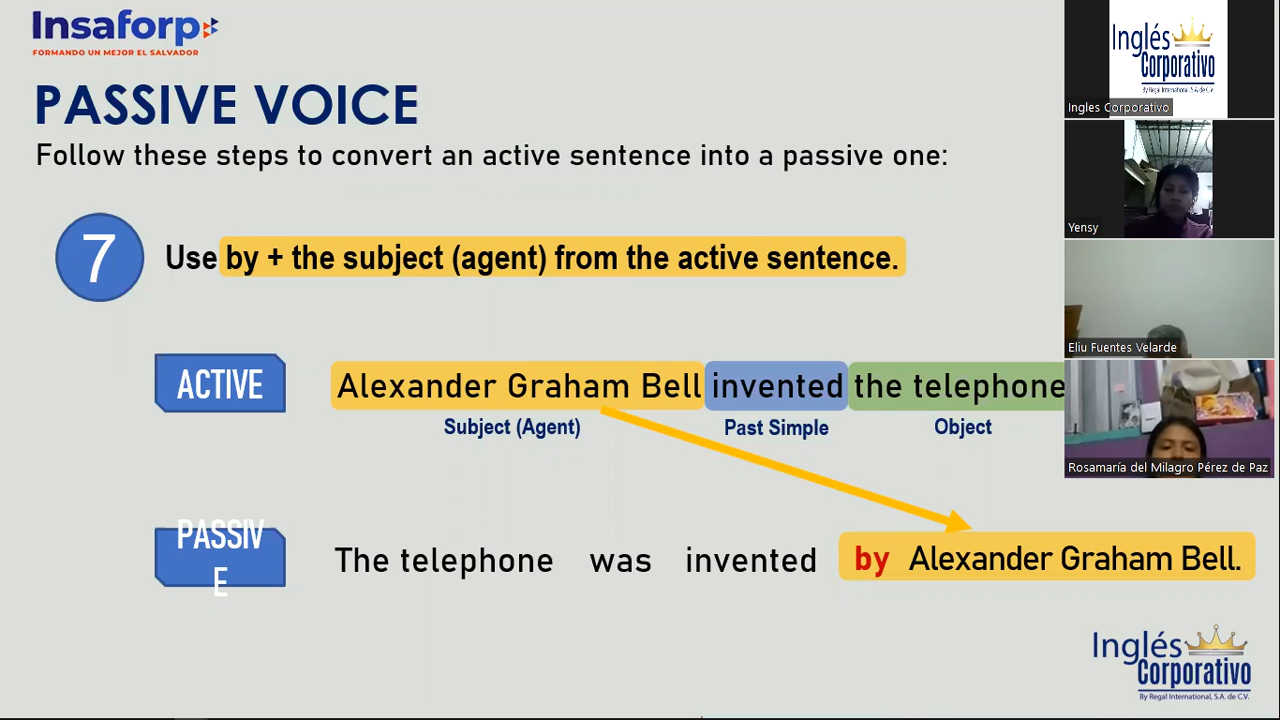 Insaforp
FORMANDO UN MEJOR EL SALVADOR
PASSIVE VOICE
Follow these steps to convert an active sentence into a passive one:
7
Use by + the subject (agent) from the active sentence.
ACTIVE
Alexander Graham Bell invented the telephone
Subject (Agent) Past Simple Object
PASSIV
E
The telephone was invented by Alexander Graham Bell.
Inglés
Corporativo
By Regal International, S.A. de C.V.
Ingles Corporativo
Yensy
Eliu Fuentes Velarde
Rosamaría del Milagro Pérez de Paz
Inglés
Corporativo
By Regal International, S.A. de C.V.